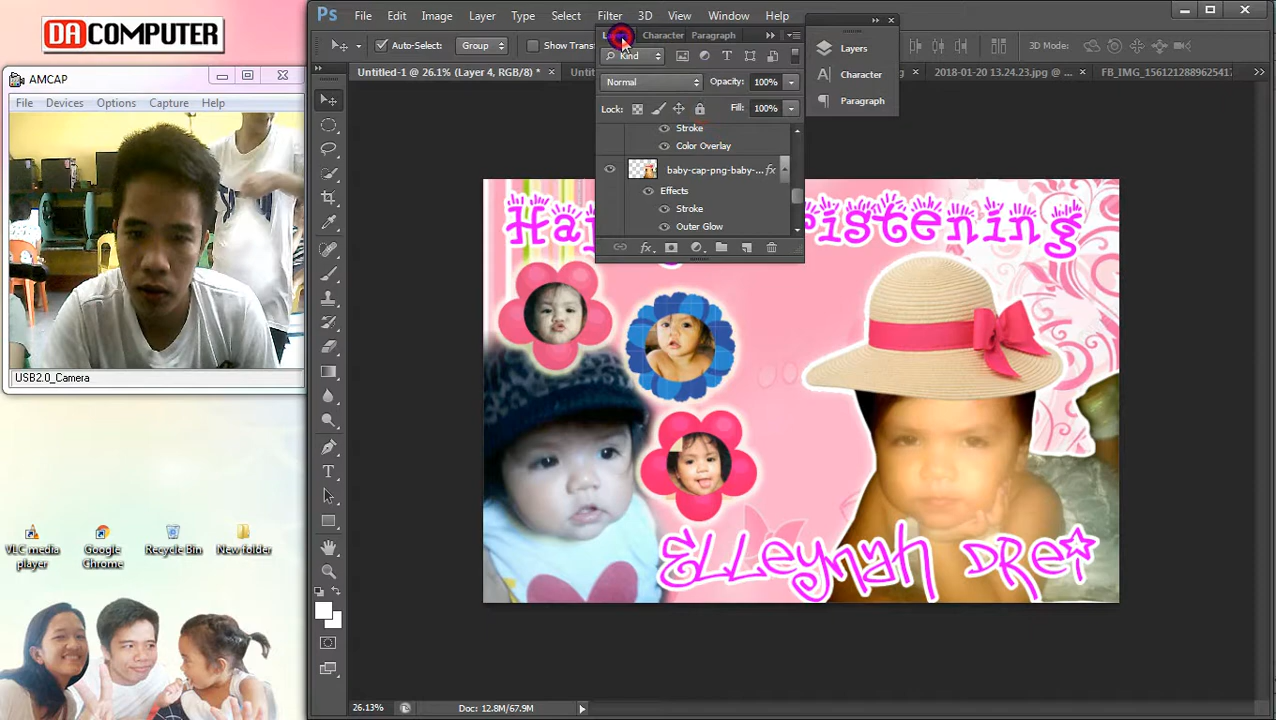 DACOMPUTER
AMCAP
File Devices Options Capture Help
USB2.0_Camera
VLC media player
Google Chrome
Recycle Bin
New folder
Ps File Edit Image Layer Type Select Filter 3D View Window Help
Auto-Select: Group Show
3D Mode:
Untitled-1 @ 26.1% (Layer 4, RGB/8) * ×
2018-01-20 13.24.23.jpg @ ... ×
Character Paragraph
Kind
Normal Opacity: 100%
Lock: Fill: 100%
Stroke
Color Overlay
baby-cap-png-baby-... fx
Effects
Stroke
Outer Glow
fx
Layers
Character
Paragraph
ELLeynah DRei
26.13% Doc: 12.8M/67.9M